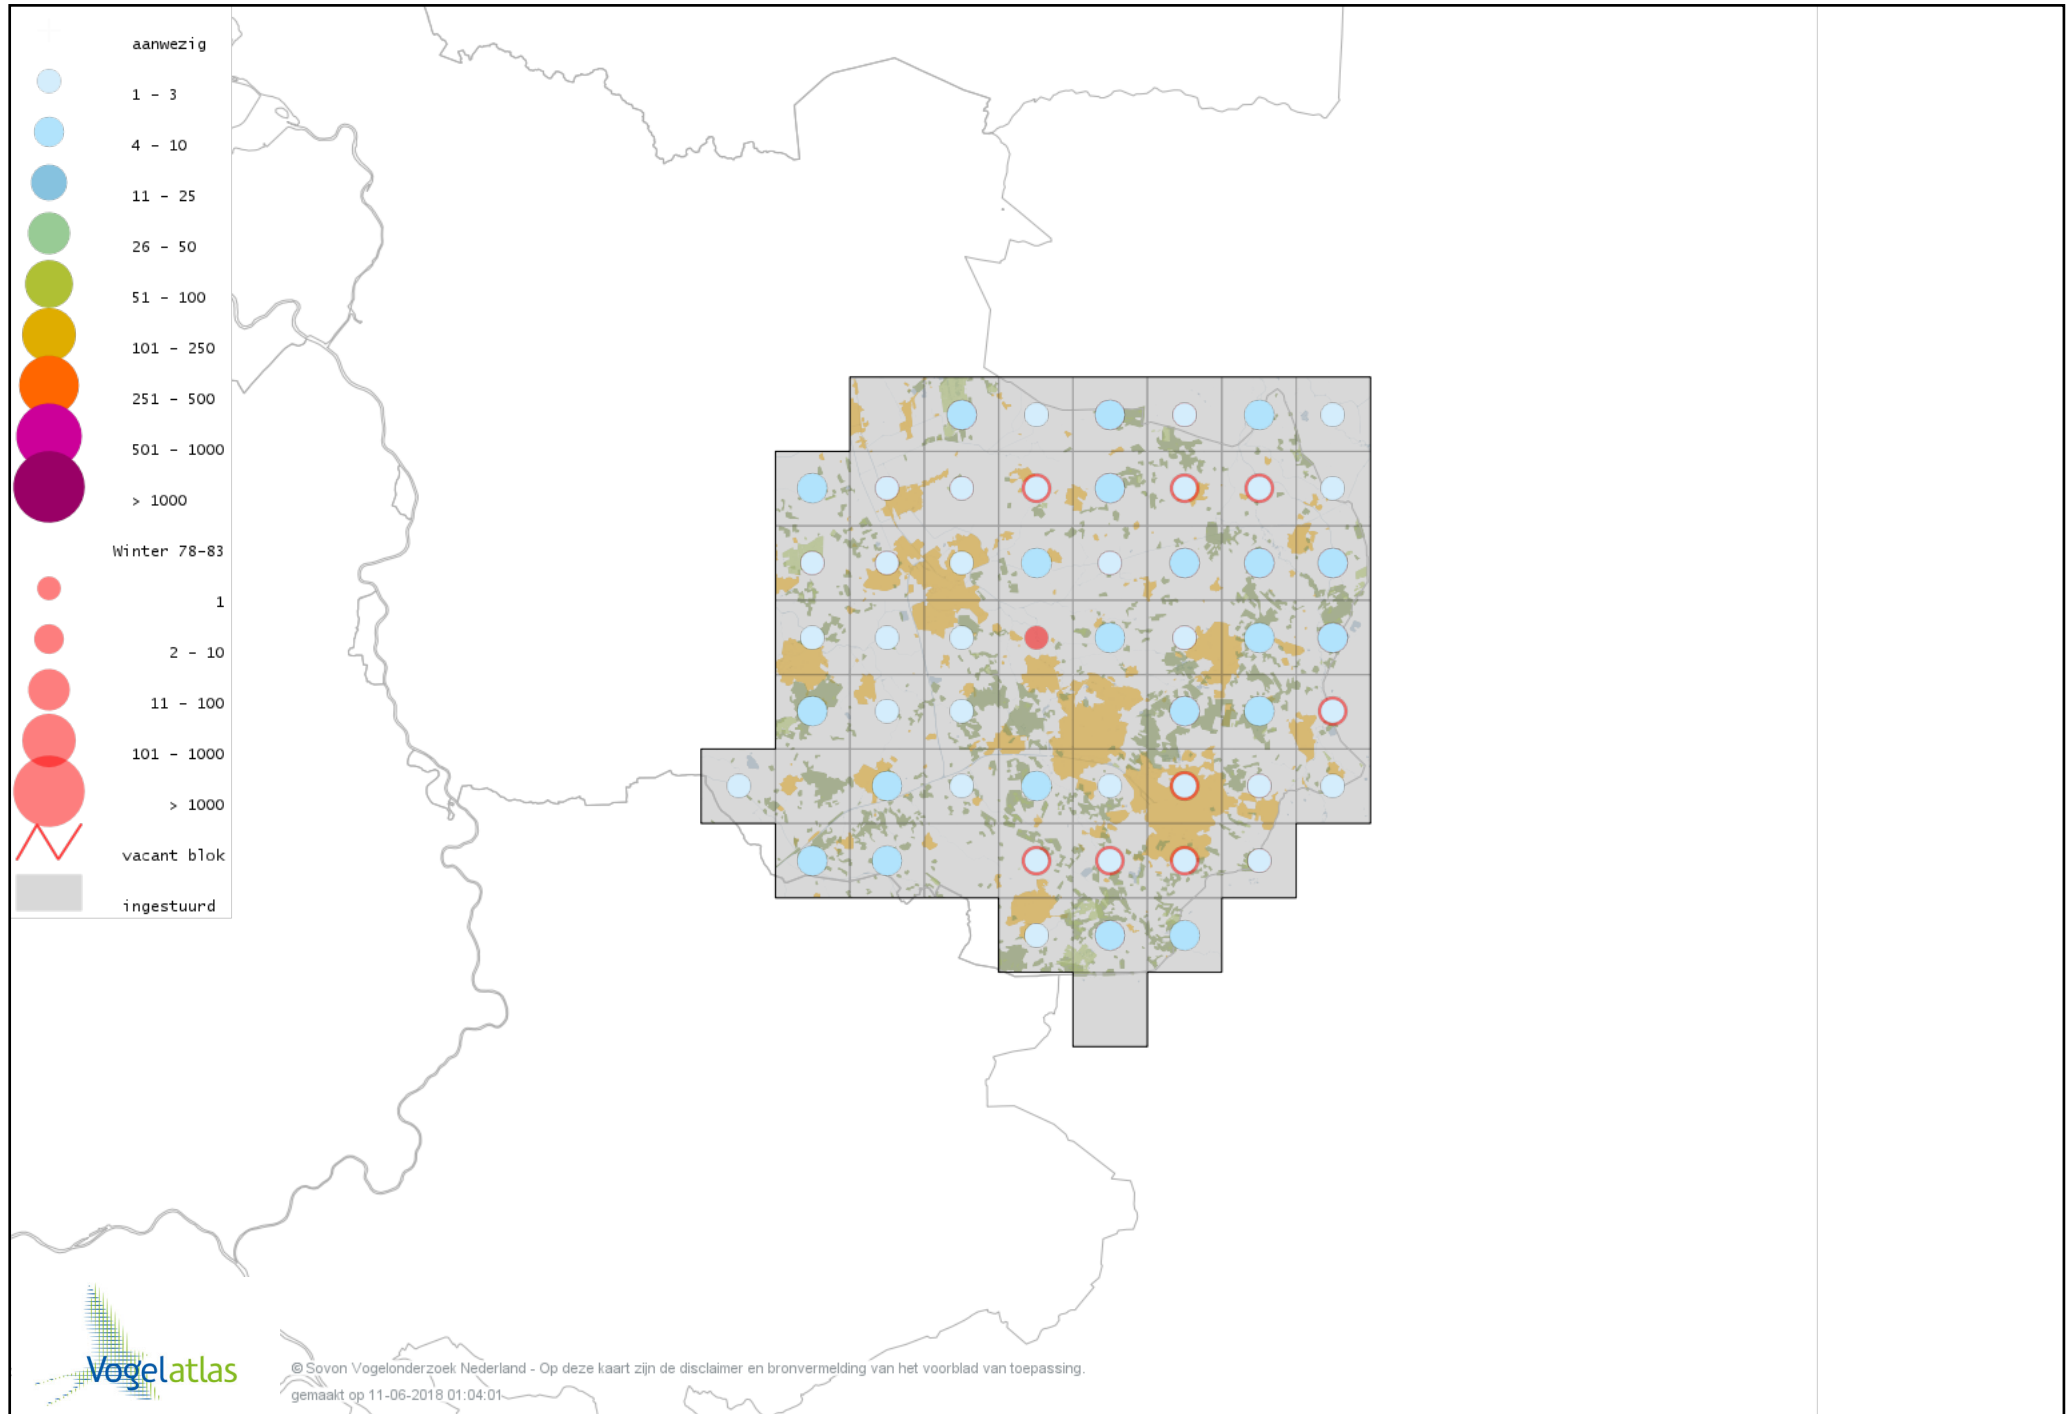 aanwezig
1 - 3
4 - 10
11 - 25
26 - 50
51 - 100
101 - 250
251 - 500
501 - 1000
> 1000
Winter 78-83
1
2 - 10
11 - 100
101 - 1000
> 1000
vacant blok
ingestuurd
Vogelatlas
© Sovon Vogelonderzoek Nederland - Op deze kaart zijn de disclaimer en bronvermelding van het voorblad van toepassing.
gemaakt op 11-06-2018 01:04:01